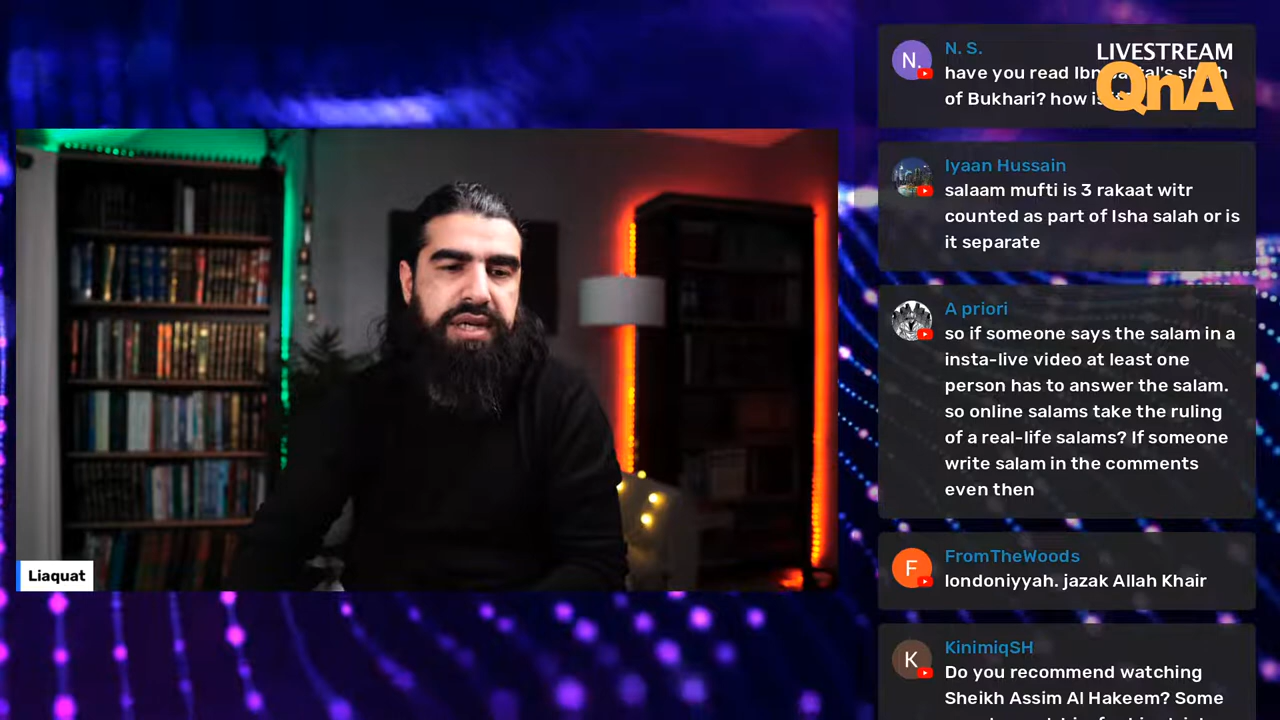 LIVESTREAM
QnA
N. S.
have you read Ibn
of Bukhari? how is
Iyaan Hussain
salaam mufti is 3 rakaat witr
counted as part of Isha salah or is
it separate
A priori
so if someone says the salam in a
insta-live video at least one
person has to answer the salam.
so online salams take the ruling
of a real-life salams? If someone
write salam in the comments
even then
FromTheWoods
londoniyyah. jazak Allah Khair
KinimiqSH
Do you recommend watching
Sheikh Assim Al Hakeem? Some
Liaquat
N.
F
K